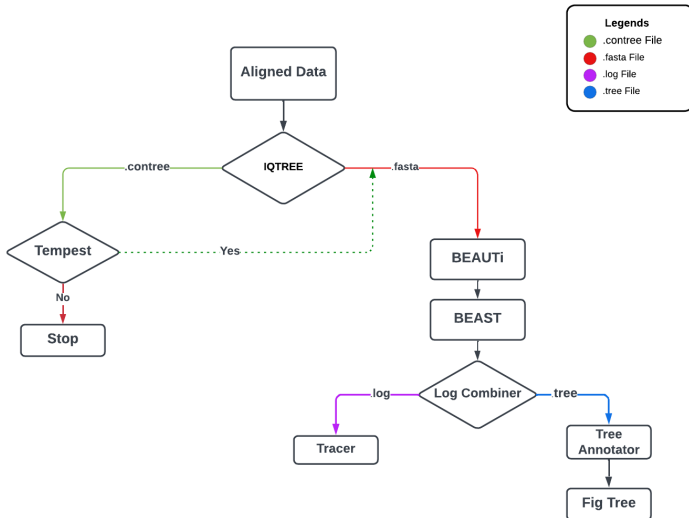 Legends
.contree File
.fasta File
.log File
.tree File
Aligned Data
IQTREE
.contree
.fasta
Tempest
Yes
BEAUTi
No
BEAST
Stop
Log Combiner
.log
.tree
Tracer
Tree
Annotator
Fig Tree